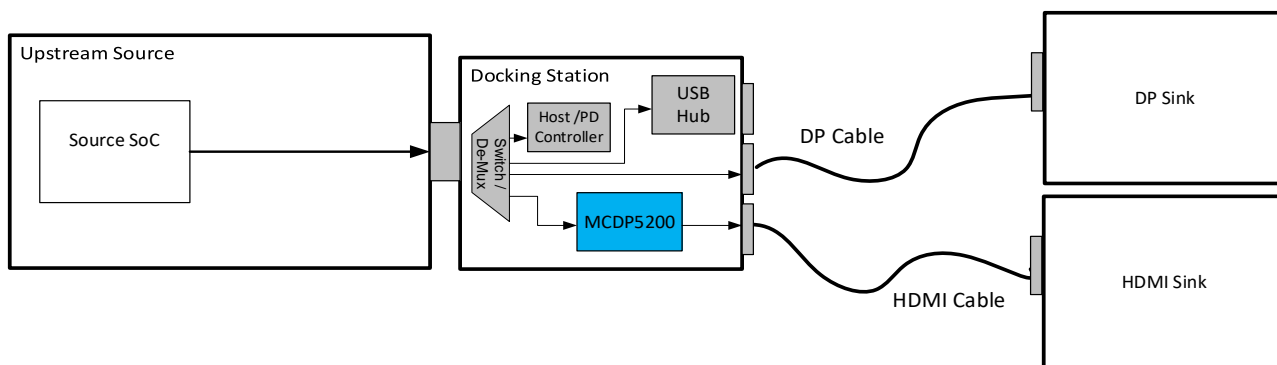 Upstream Source
Source SoC
Docking Station
Switch /
De-Mux
Host /PD
Controller
USB
Hub
MCDP5200
DP Cable
HDMI Cable
DP Sink
HDMI Sink